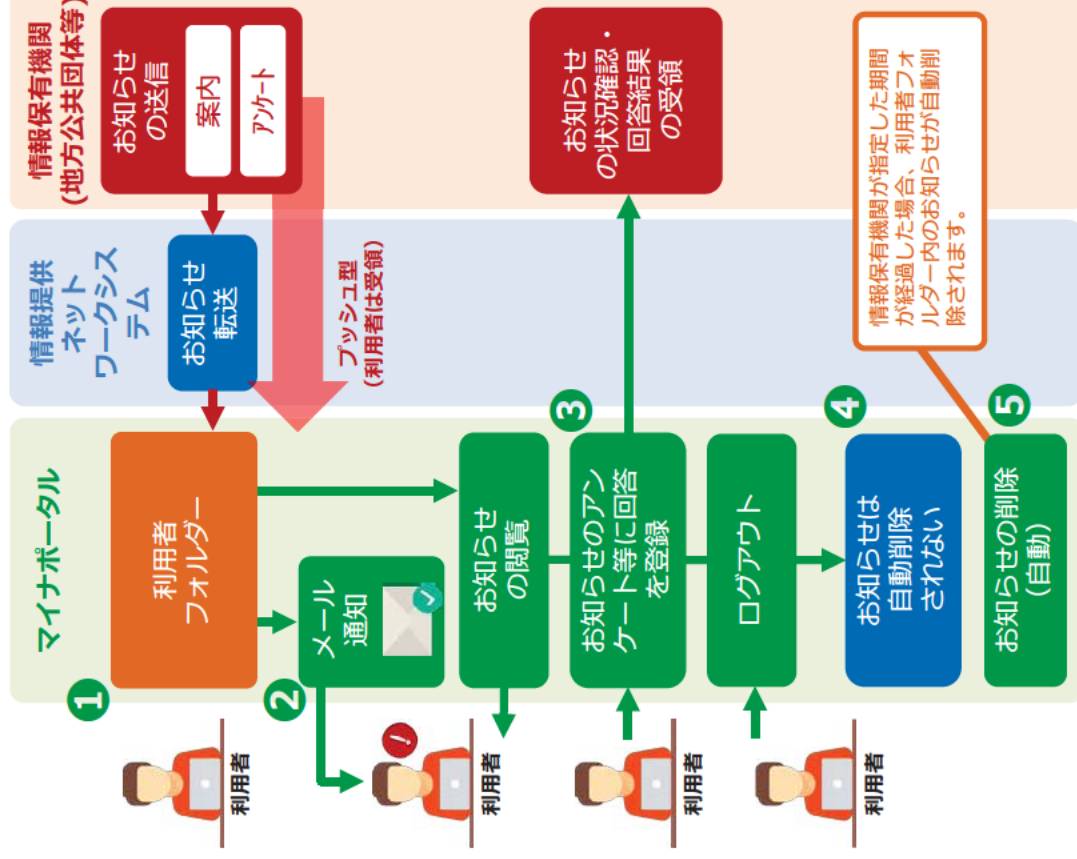 マイナポータル
情報提供
ネット
ワークシス
テム
情報保有機関
(地方公共団体等)
1
利用者
利用者
フォルダー
お知らせ
転送
お知らせ
の送信
案内
アンケート
プッシュ型
(利用者は受領)
2
メール
通知
!
利用者
お知らせ
の閲覧
3
利用者
お知らせのアン
ケート等に回答
を登録
お知らせ
の状況確認・
回答結果
の受領
利用者
ログアウト
4
お知らせは
自動削除
されない
5
お知らせの削除
(自動)
情報保有機関が指定した期間
が経過した場合、利用者フォ
ルダー内のお知らせが自動削
除されます。